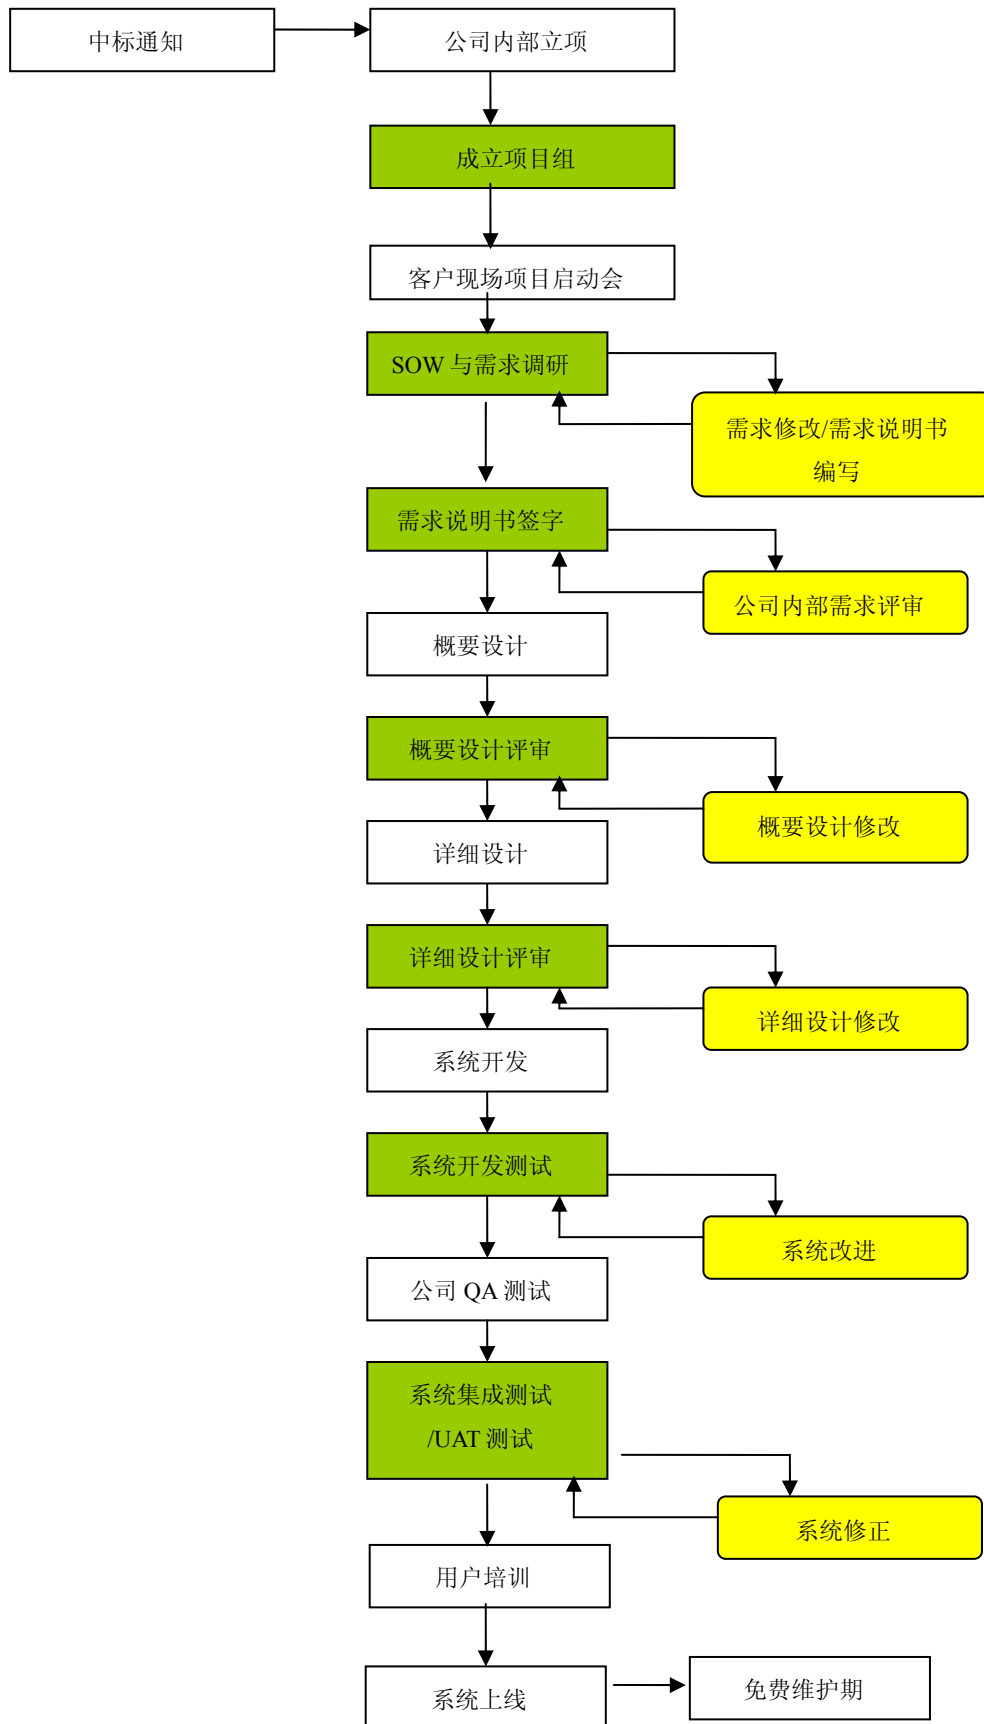 中标通知
公司内部立项
成立项目组
客户现场项目启动会
SOW 与需求调研
需求修改/需求说明书
编写
需求说明书签字
公司内部需求评审
概要设计
概要设计评审
概要设计修改
详细设计
详细设计评审
详细设计修改
系统开发
系统开发测试
系统改进
公司 QA 测试
系统集成测试
/UAT 测试
系统修正
用户培训
系统上线
免费维护期